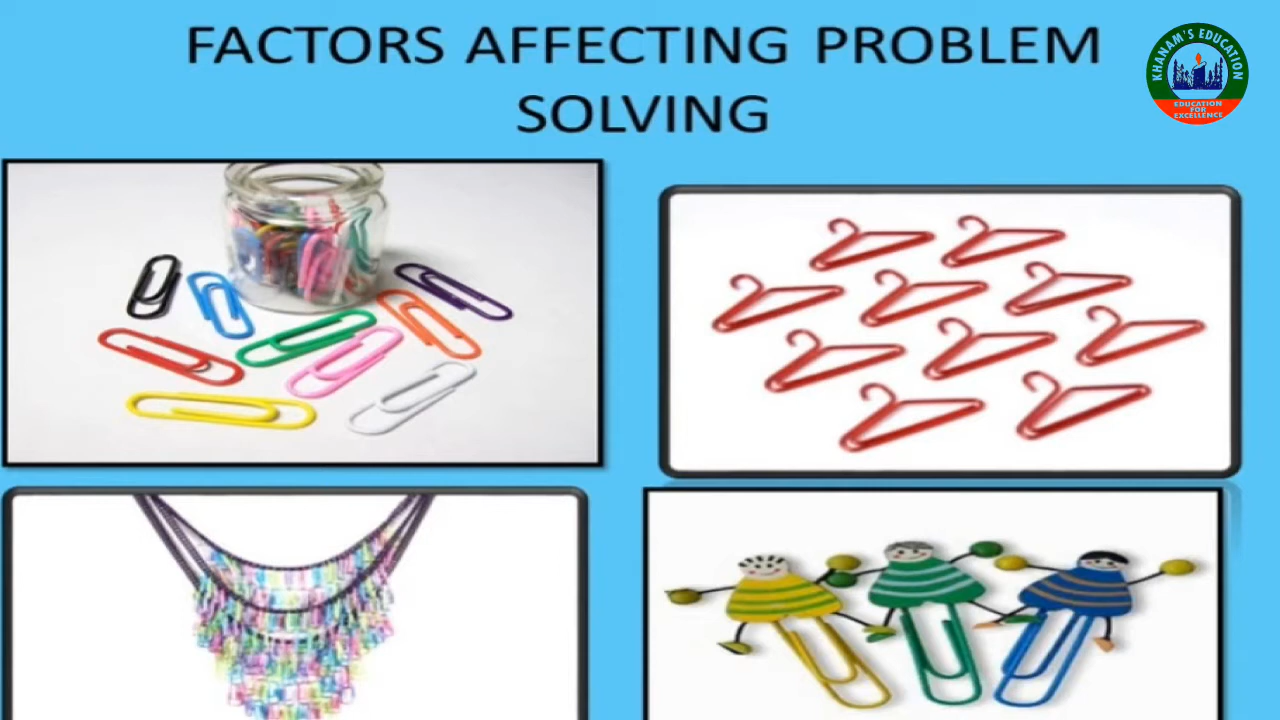 FACTORS AFFECTING PROBLEM
SOLVING
KHANAM'S EDUCATION
EDUCATION
FOR
EXCELLENCE